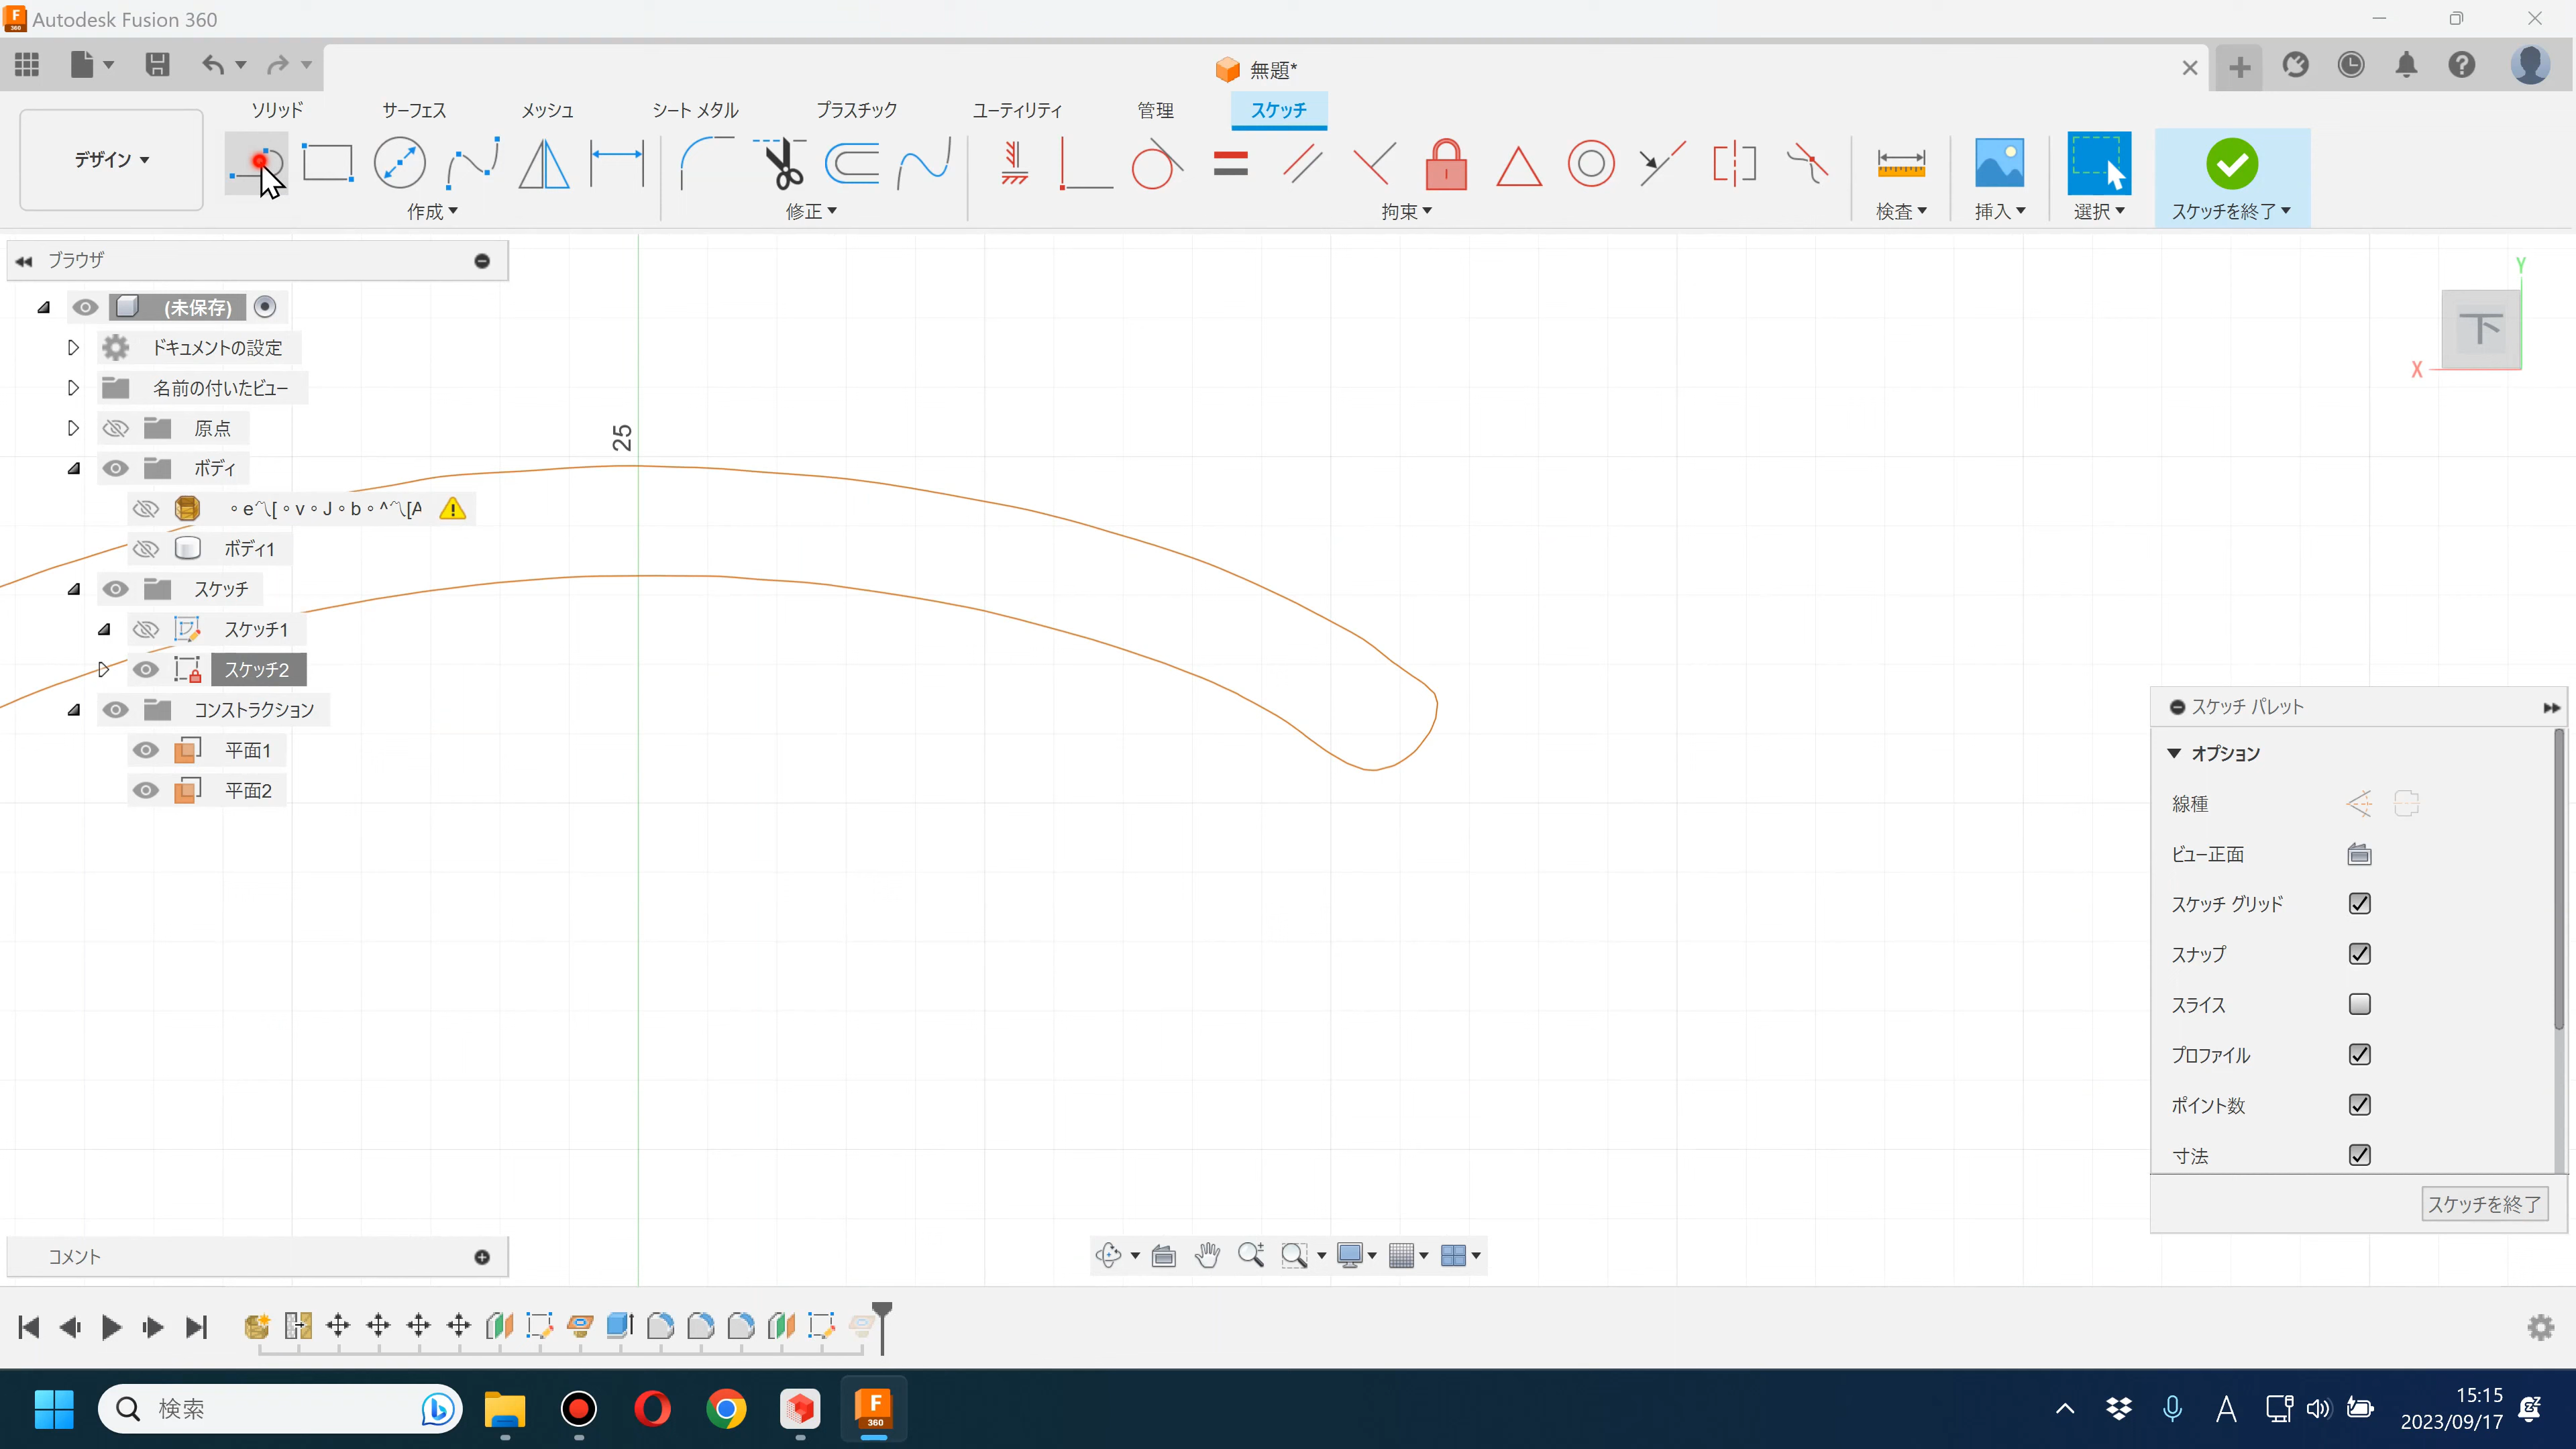 Autodesk Fusion 360
無題*
ソリッド サーフェス メッシュ シート メタル プラスチック ユーティリティ 管理 スケッチ
デザイン
作成 修正 拘束 検査 挿入 選択 スケッチを終了
ブラウザ
(未保存)
ドキュメントの設定
名前の付いたビュー
原点
ボディ
ボディ1
スケッチ
スケッチ1
スケッチ2
コンストラクション
平面1
平面2
25
Y
下
X
スケッチ パレット
オプション
線種
ビュー正面
スケッチ グリッド
スナップ
スライス
プロファイル
ポイント数
寸法
スケッチを終了
コメント
検索
F
360
A
15:15
2023/09/17